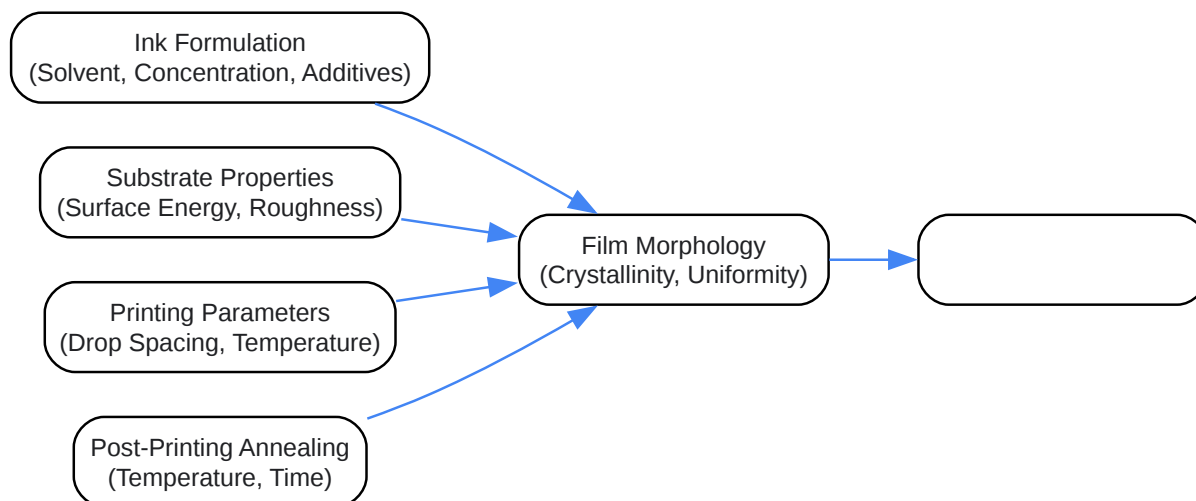 Ink Formulation
(Solvent, Concentration, Additives)
Substrate Properties
(Surface Energy, Roughness)
Film Morphology
(Crystallinity, Uniformity)
Printing Parameters
(Drop Spacing, Temperature)
Post-Printing Annealing
(Temperature, Time)